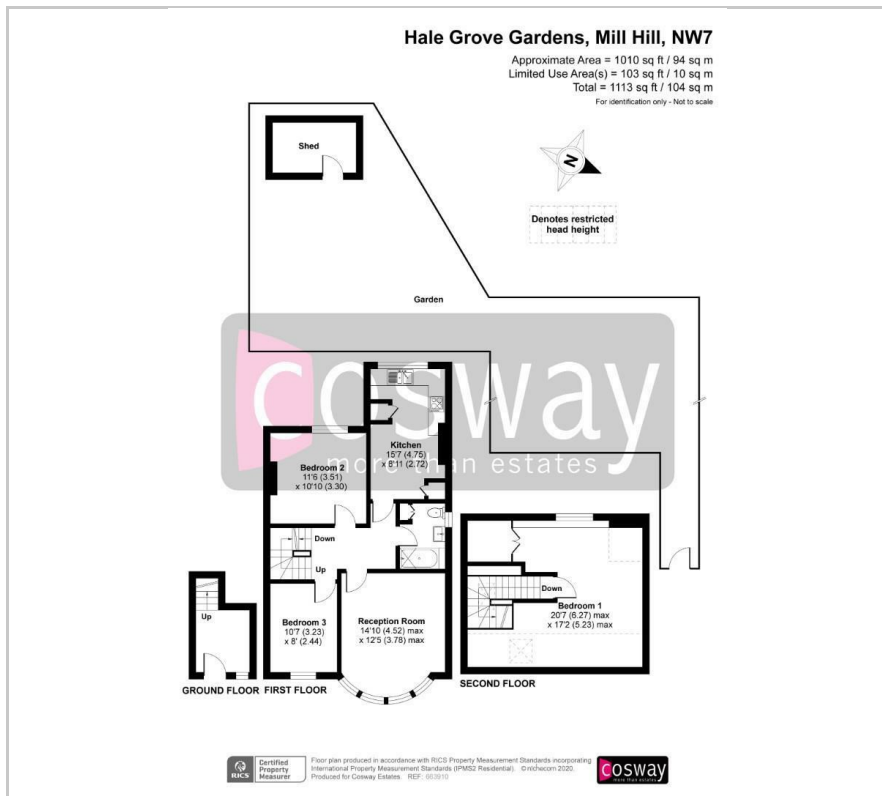 Hale Grove Gardens, Mill Hill, NW7
Approximate Area = 1010 sq ft / 94 sq m
Limited Use Area(s) = 103 sq ft / 10 sq m
Total = 1113 sq ft / 104 sq m
For identification only - Not to scale
Shed
N
Denotes restricted
head height
Garden
cosway
more than estates
Kitchen
15'7 (4.75)
x 8'11 (2.72)
Bedroom 2
11'6 (3.51)
x 10'10 (3.30)
Down
Up
Up
Bedroom 3
10'7 (3.23)
x 8' (2.44)
Reception Room
14'10 (4.52) max
x 12'5 (3.78) max
Down
Bedroom 1
20'7 (6.27) max
x 17'2 (5.23) max
GROUND FLOOR
FIRST FLOOR
SECOND FLOOR
RICS
Certified
Property
Measurer
Floor plan produced in accordance with RICS Property Measurement Standards incorporating
International Property Measurement Standards (IPMS2 Residential). ©nichecom 2020.
Produced for Cosway Estates. REF: 663910
cosway
more than estates